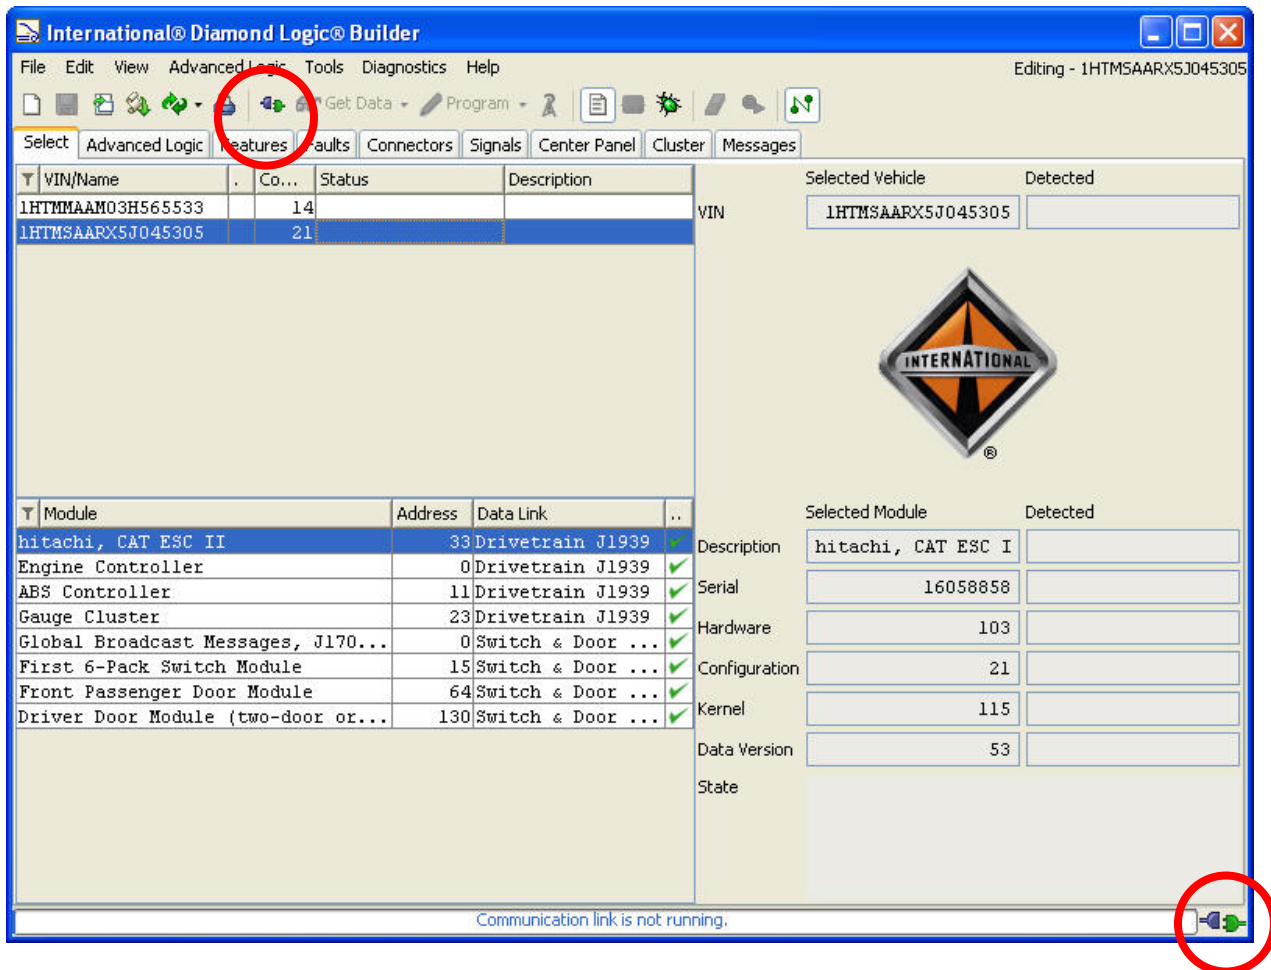 International® Diamond Logic® Builder
File Edit View Advanced Logic Tools Diagnostics Help Editing - 1HTMSAARX5J045305
Get Data Program
Select Advanced Logic Features Faults Connectors Signals Center Panel Cluster Messages
VIN/Name . Co... Status Description Selected Vehicle Detected
1HTMMAAM03H565533 14
VIN 1HTMSAARX5J045305
1HTMSAARX5J045305 21
INTERNATIONAL
®
Module Address Data Link .. Selected Module Detected
hitachi, CAT ESC II 33 Drivetrain J1939
Description hitachi, CAT ESC I
Engine Controller 0 Drivetrain J1939
ABS Controller 11 Drivetrain J1939
Serial 16058858
Gauge Cluster 23 Drivetrain J1939
Hardware 103
Global Broadcast Messages, J170... 0 Switch & Door ...
First 6-Pack Switch Module 15 Switch & Door ...
Configuration 21
Front Passenger Door Module 64 Switch & Door ...
Kernel 115
Driver Door Module (two-door or... 130 Switch & Door ...
Data Version 53
State
Communication link is not running.